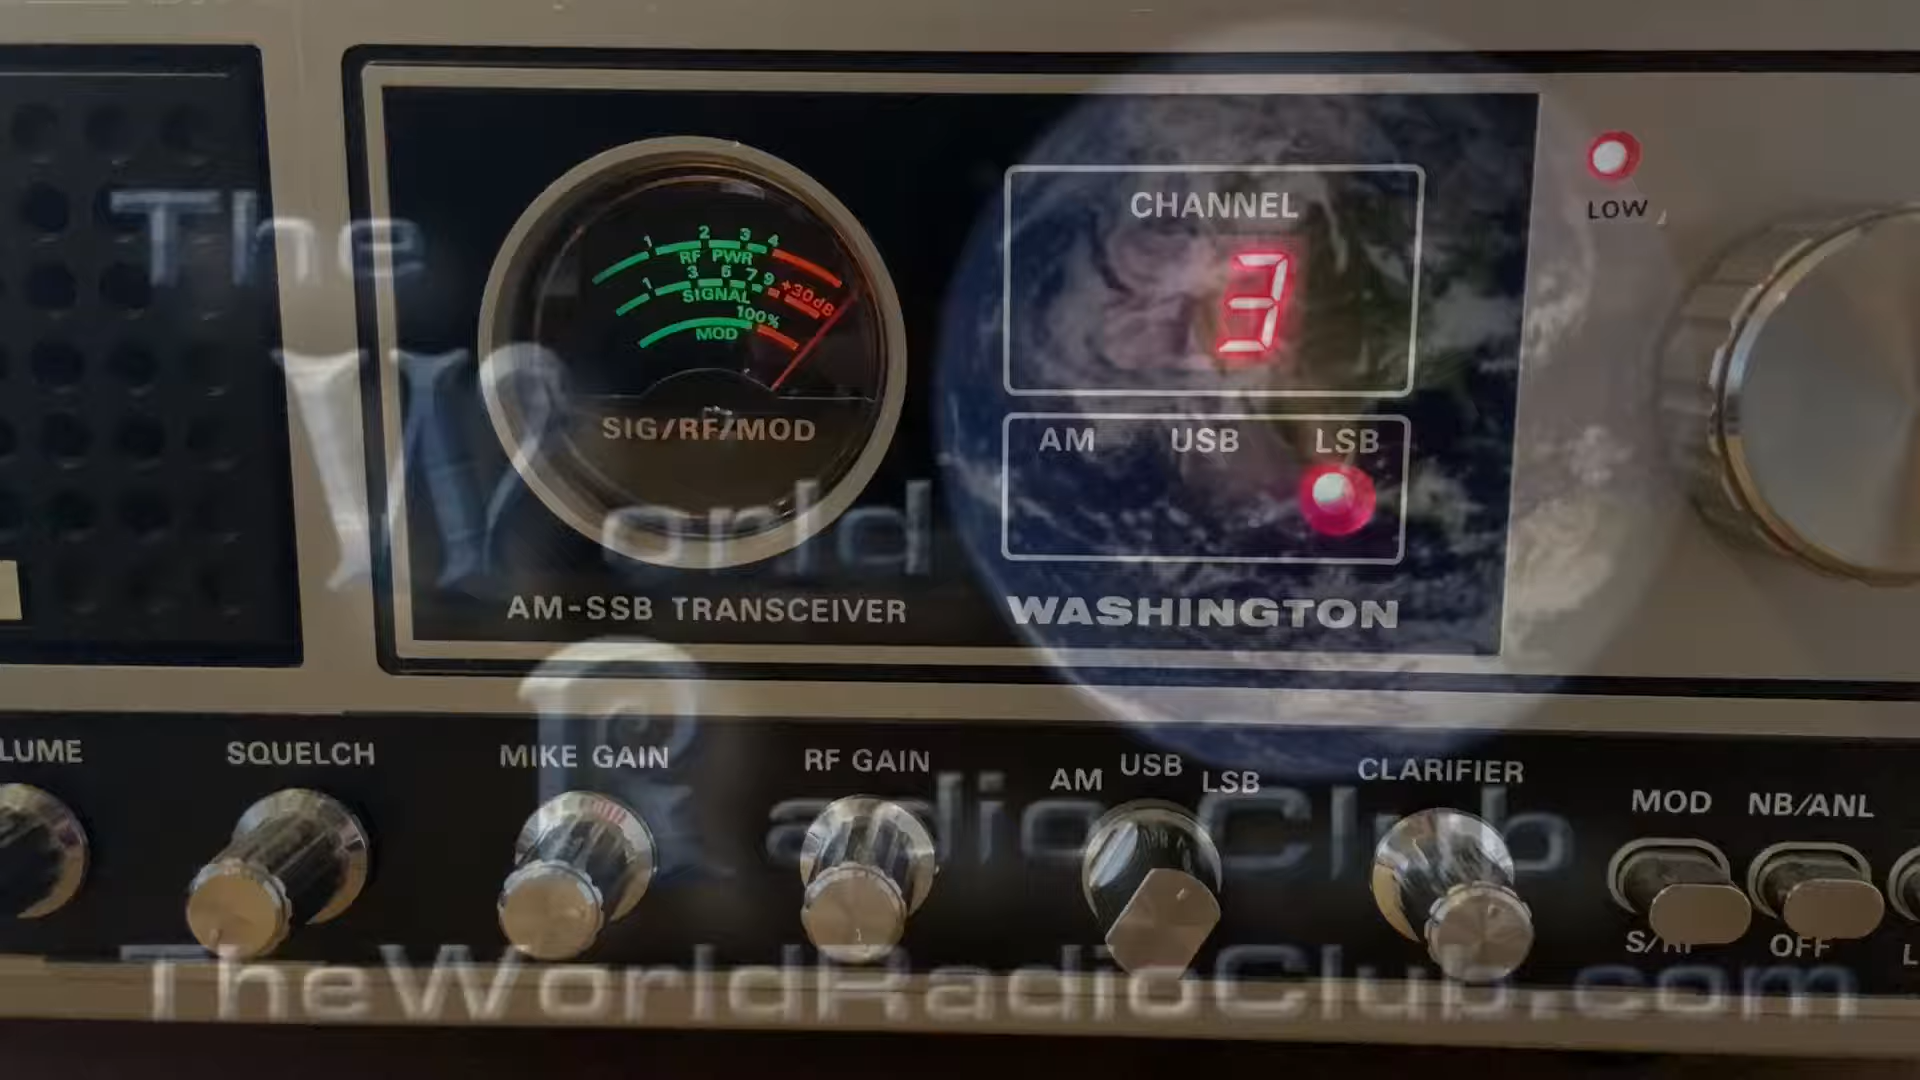 The
World
Radio Club
TheWorldRadioClub.com
1 2 3 4
RF PWR
1 3 5 7 9 +30dB
SIGNAL
100%
MOD
SIG/RF/MOD
AM-SSB TRANSCEIVER
CHANNEL
3
AM USB LSB
WASHINGTON
LOW
LUME
SQUELCH
MIKE GAIN
RF GAIN
AM USB LSB
CLARIFIER
MOD
S/RF
NB/ANL
OFF
L